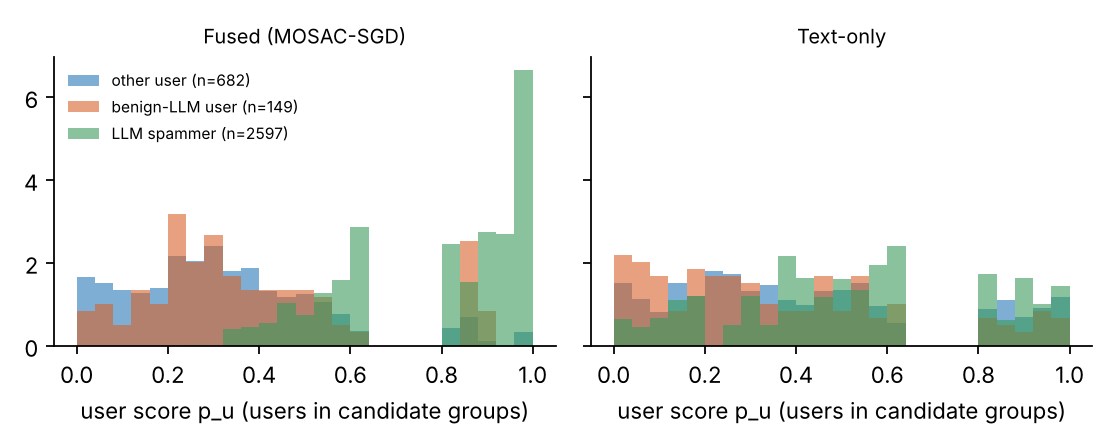 Fused (MOSAC-SGD)
Text-only
other user (n=682)
benign-LLM user (n=149)
LLM spammer (n=2597)
6
4
2
0
0.0 0.2 0.4 0.6 0.8 1.0
0.0 0.2 0.4 0.6 0.8 1.0
user score p_u (users in candidate groups)
user score p_u (users in candidate groups)